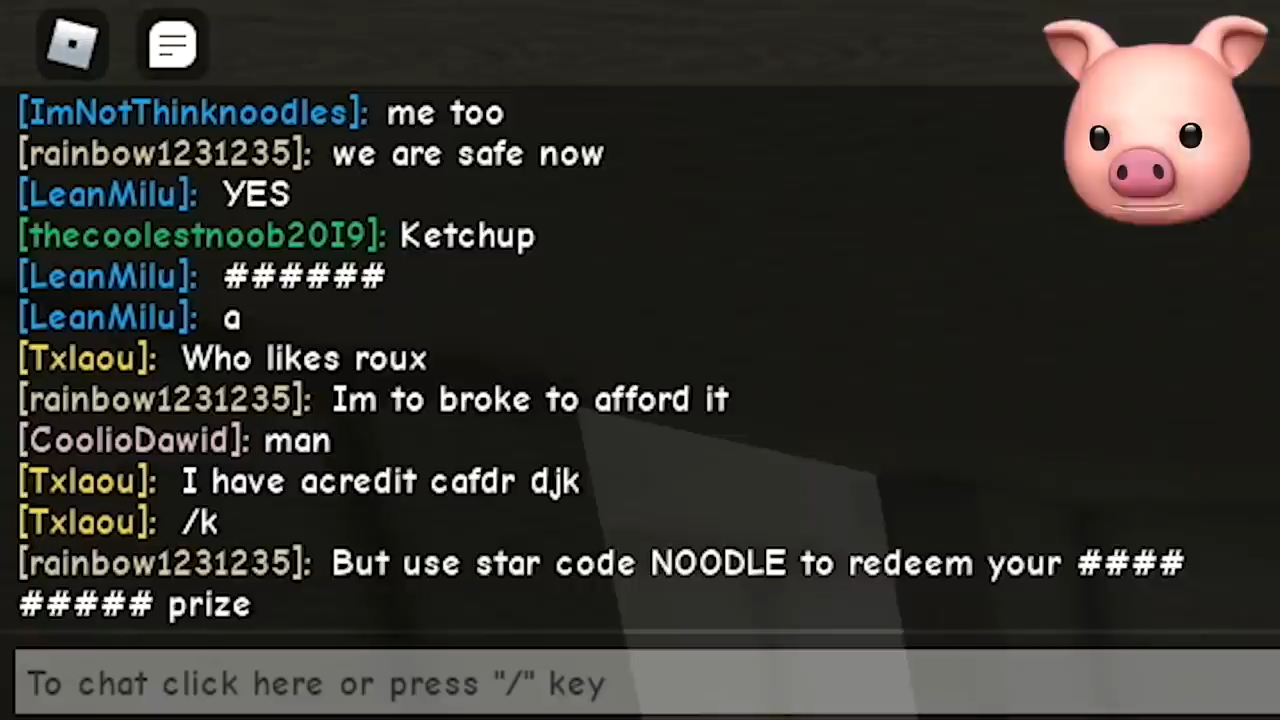 [ImNotThinknoodles]: me too
[rainbow1231235]: we are safe now
[LeanMilu]: YES
[thecoolestnoob2019]: Ketchup
[LeanMilu]: ######
[LeanMilu]: a
[Txlaou]: Who likes roux
[rainbow1231235]: Im to broke to afford it
[CoolioDawid]: man
[Txlaou]: I have acredit cafdr djk
[Txlaou]: /k
[rainbow1231235]: But use star code NOODLE to redeem your ####
##### prize
To chat click here or press "/" key